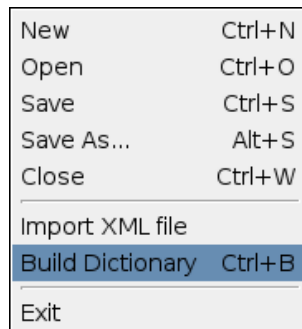 New Ctrl+N
Open Ctrl+O
Save Ctrl+S
Save As... Alt+S
Close Ctrl+W
Import XML file
Build Dictionary Ctrl+B
Exit